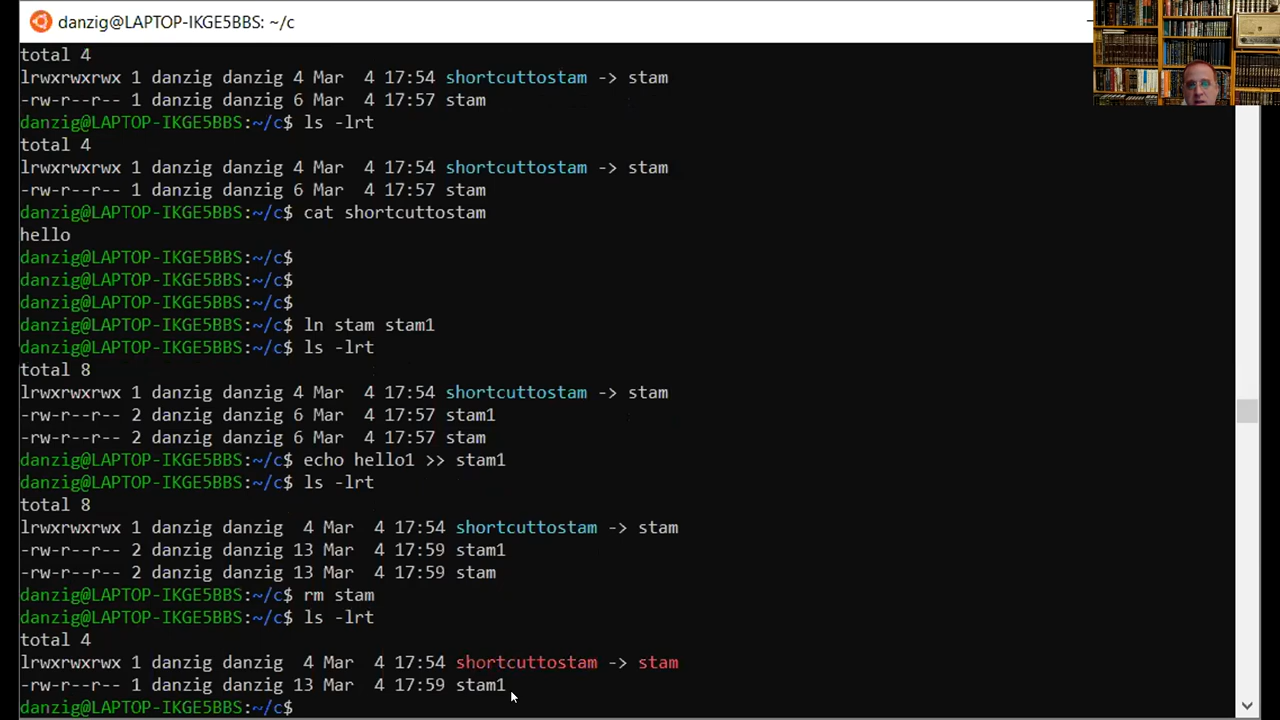 danzig@LAPTOP-IKGE5BBS: ~/c
total 4
lrwxrwxrwx 1 danzig danzig 4 Mar  4 17:54 shortcuttostam -> stam
-rw-r--r-- 1 danzig danzig 6 Mar  4 17:57 stam
danzig@LAPTOP-IKGE5BBS:~/c$ ls -lrt
total 4
lrwxrwxrwx 1 danzig danzig 4 Mar  4 17:54 shortcuttostam -> stam
-rw-r--r-- 1 danzig danzig 6 Mar  4 17:57 stam
danzig@LAPTOP-IKGE5BBS:~/c$ cat shortcuttostam
hello
danzig@LAPTOP-IKGE5BBS:~/c$
danzig@LAPTOP-IKGE5BBS:~/c$
danzig@LAPTOP-IKGE5BBS:~/c$
danzig@LAPTOP-IKGE5BBS:~/c$ ln stam stam1
danzig@LAPTOP-IKGE5BBS:~/c$ ls -lrt
total 8
lrwxrwxrwx 1 danzig danzig 4 Mar  4 17:54 shortcuttostam -> stam
-rw-r--r-- 2 danzig danzig 6 Mar  4 17:57 stam1
-rw-r--r-- 2 danzig danzig 6 Mar  4 17:57 stam
danzig@LAPTOP-IKGE5BBS:~/c$ echo hello1 >> stam1
danzig@LAPTOP-IKGE5BBS:~/c$ ls -lrt
total 8
lrwxrwxrwx 1 danzig danzig  4 Mar  4 17:54 shortcuttostam -> stam
-rw-r--r-- 2 danzig danzig 13 Mar  4 17:59 stam1
-rw-r--r-- 2 danzig danzig 13 Mar  4 17:59 stam
danzig@LAPTOP-IKGE5BBS:~/c$ rm stam
danzig@LAPTOP-IKGE5BBS:~/c$ ls -lrt
total 4
lrwxrwxrwx 1 danzig danzig  4 Mar  4 17:54 shortcuttostam -> stam
-rw-r--r-- 1 danzig danzig 13 Mar  4 17:59 stam1
danzig@LAPTOP-IKGE5BBS:~/c$